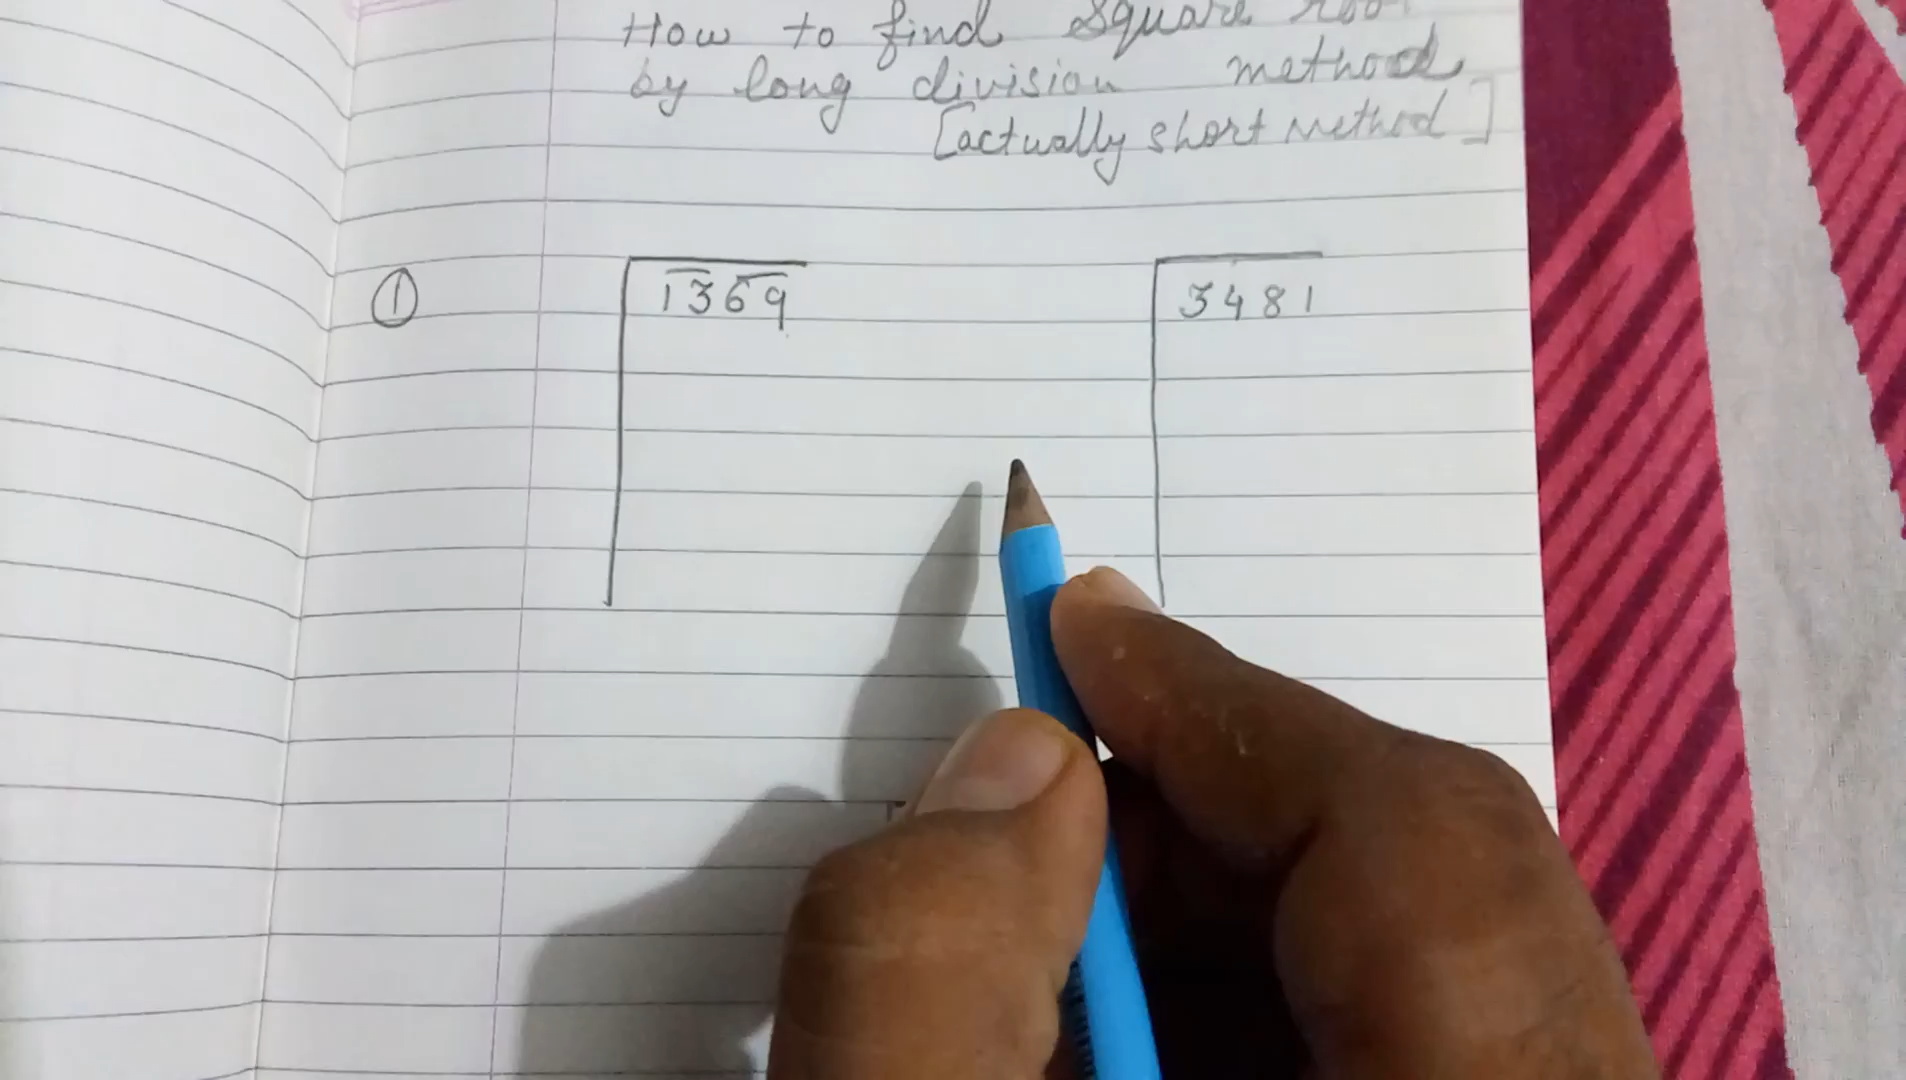 How to find Square root
by long division method
[actually short Method]
① 1369 3481